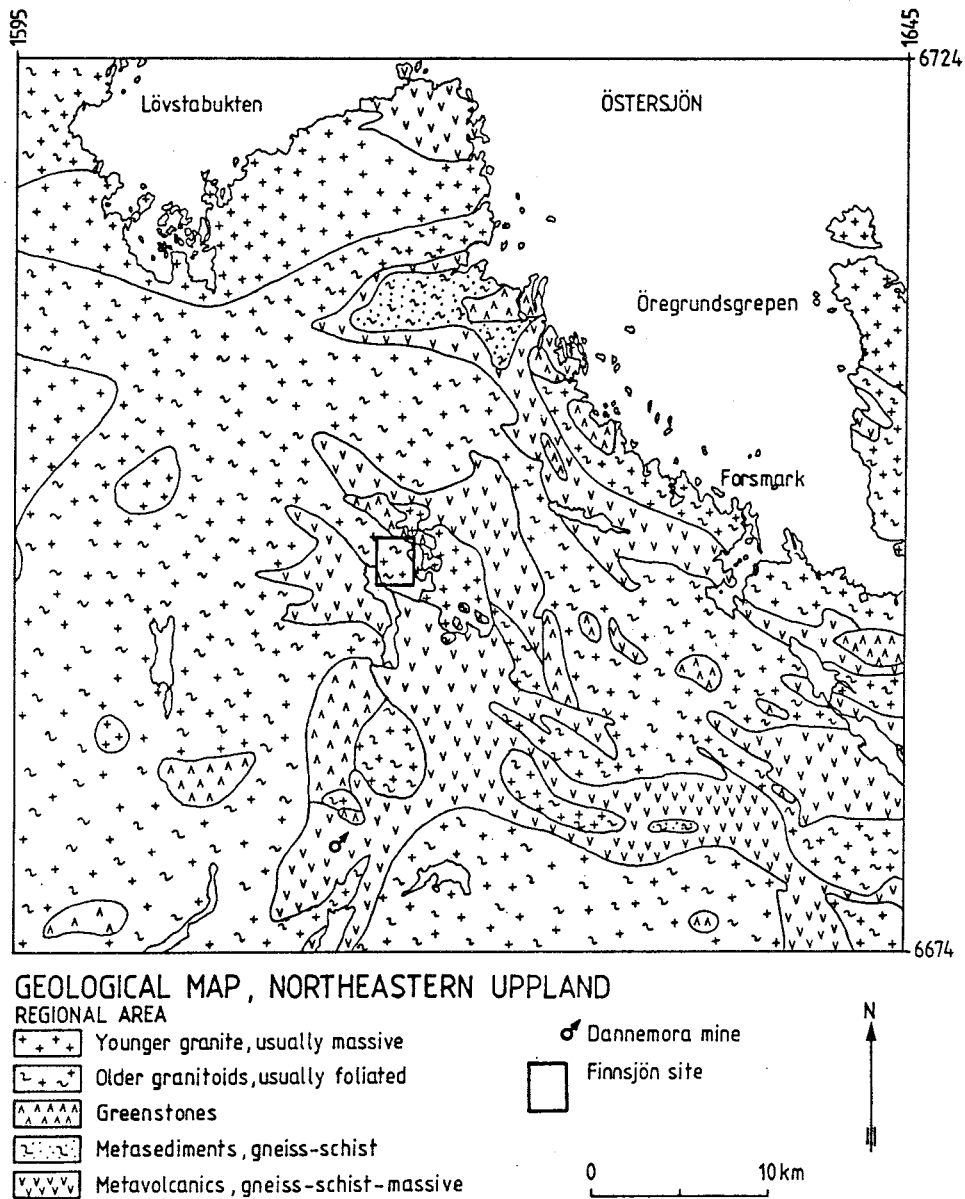 1595
1645
6724
Lövstabukten
ÖSTERSJÖN
Öregrundsgrepen
Forsmark
6674
GEOLOGICAL MAP, NORTHEASTERN UPPLAND
REGIONAL AREA
Younger granite, usually massive
Older granitoids, usually foliated
Greenstones
Metasediments, gneiss-schist
Metavolcanics, gneiss-schist-massive
Dannemora mine
Finnsjön site
N
0 10 km